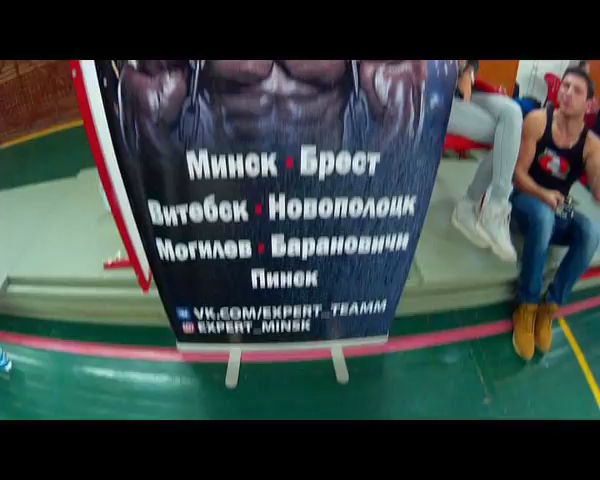 Минск • Брест
Витебск • Новополоцк
Могилев • Барановичи
Пинск
VK.COM/EXPERT_TEAMM
EXPERT_MINSK